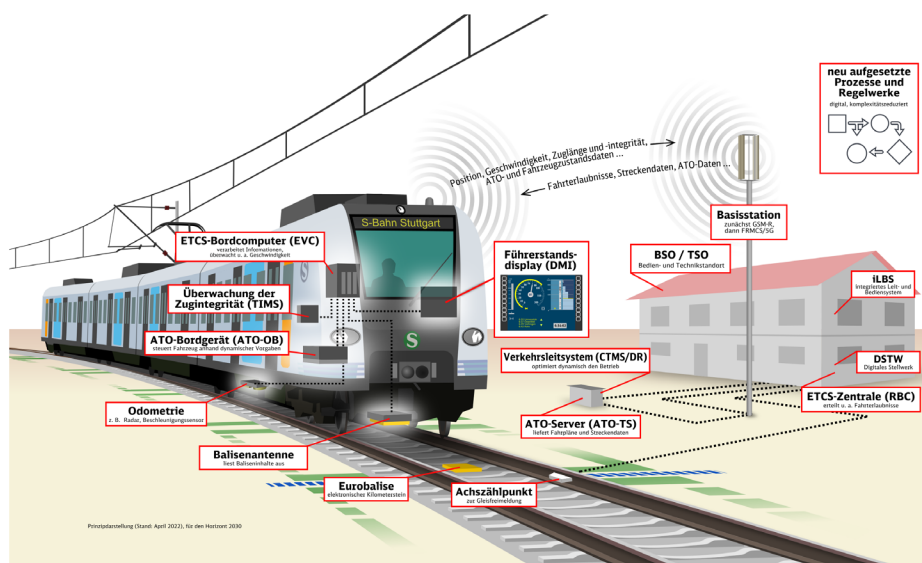 neu aufgesetzte
Prozesse und
Regelwerke
digital, komplexitätsreduziert
Position, Geschwindigkeit, Zuglänge und -integrität,
ATO- und Fahrzeugzustandsdaten ...
Fahrterlaubnisse, Streckendaten, ATO-Daten ...
S-Bahn Stuttgart
Basisstation
zunächst GSM-R,
dann FRMCS/5G
ETCS-Bordcomputer (EVC)
verarbeitet Informationen,
überwacht u. a. Geschwindigkeit
Führerstands-
display (DMI)
BSO / TSO
Bedien- und Technikstandort
iLBS
Integriertes Leit- und
Bediensystem
Überwachung der
Zugintegrität (TIMS)
ATO-Bordgerät (ATO-OB)
steuert Fahrzeug anhand dynamischer Vorgaben
S
S
Verkehrsleitsystem (CTMS/DR)
optimiert dynamisch den Betrieb
DSTW
Digitales Stellwerk
ETCS-Zentrale (RBC)
erteilt u. a. Fahrterlaubnisse
Odometrie
z. B. Radar, Beschleunigungssensor
ATO-Server (ATO-TS)
liefert Fahrpläne und Streckendaten
Balisenantenne
liest Baliseninhalte aus
Eurobalise
elektronischer Kilometerstein
Achszählpunkt
zur Gleisfreimeldung
Prinzipdarstellung (Stand: April 2022), für den Horizont 2030